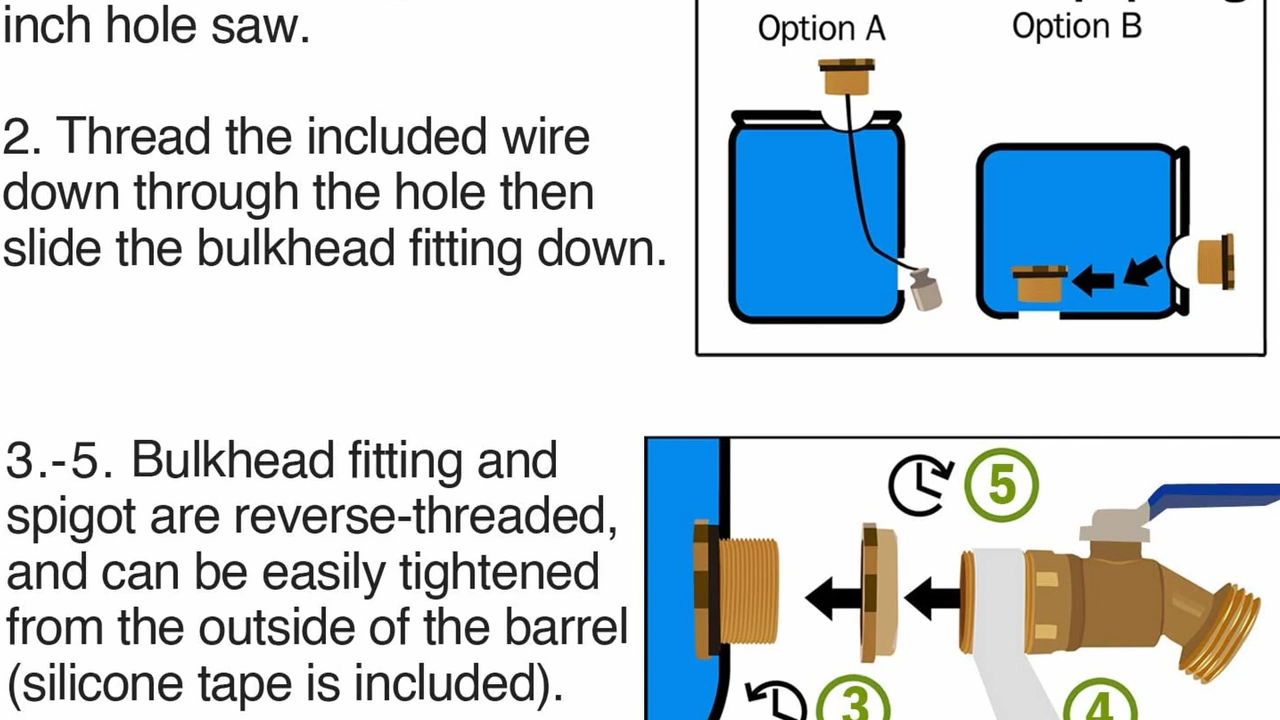 inch hole saw.
Option A
Option B
2. Thread the included wire
down through the hole then
slide the bulkhead fitting down.
3.-5. Bulkhead fitting and
spigot are reverse-threaded,
and can be easily tightened
from the outside of the barrel
(silicone tape is included).
5
3
4